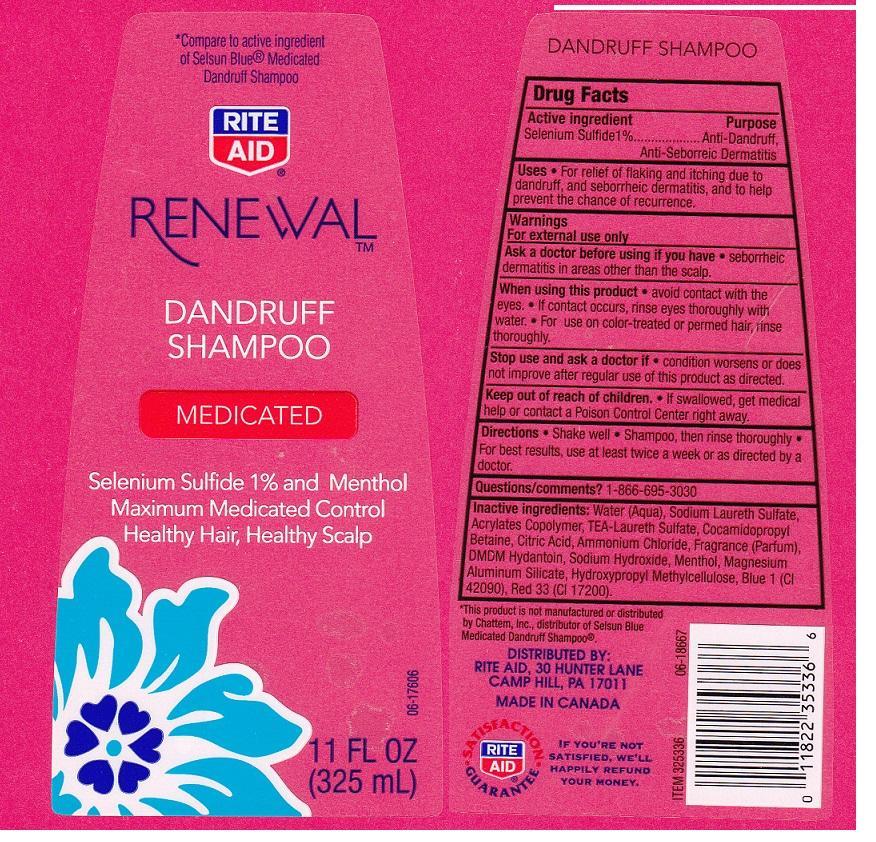 *Compare to active ingredient
of Selsun Blue® Medicated
Dandruff Shampoo
RITE
AID
®
RENEWAL™
DANDRUFF
SHAMPOO
MEDICATED
Selenium Sulfide 1% and Menthol
Maximum Medicated Control
Healthy Hair, Healthy Scalp
06-17606
11 FL OZ
(325 mL)
DANDRUFF SHAMPOO
Drug Facts
Active ingredient Purpose
Selenium Sulfide1%.................... Anti-Dandruff,
Anti-Seborreic Dermatitis
Uses • For relief of flaking and itching due to
dandruff, and seborrheic dermatitis, and to help
prevent the chance of recurrence.
Warnings
For external use only
Ask a doctor before using if you have • seborrheic
dermatitis in areas other than the scalp.
When using this product • avoid contact with the
eyes. • If contact occurs, rinse eyes thoroughly with
water. • For use on color-treated or permed hair, rinse
thoroughly.
Stop use and ask a doctor if • condition worsens or does
not improve after regular use of this product as directed.
Keep out of reach of children. • If swallowed, get medical
help or contact a Poison Control Center right away.
Directions • Shake well • Shampoo, then rinse thoroughly •
For best results, use at least twice a week or as directed by a
doctor.
Questions/comments? 1-866-695-3030
Inactive ingredients: Water (Aqua), Sodium Laureth Sulfate,
Acrylates Copolymer, TEA-Laureth Sulfate, Cocamidopropyl
Betaine, Citric Acid, Ammonium Chloride, Fragrance (Parfum),
DMDM Hydantoin, Sodium Hydroxide, Menthol, Magnesium
Aluminum Silicate, Hydroxypropyl Methylcellulose, Blue 1 (CI
42090), Red 33 (CI 17200).
*This product is not manufactured or distributed
by Chattem, Inc., distributor of Selsun Blue
Medicated Dandruff Shampoo®.
DISTRIBUTED BY:
RITE AID, 30 HUNTER LANE
CAMP HILL, PA 17011
MADE IN CANADA
06-18667
SATISFACTION
RITE
AID
®
GUARANTEE
IF YOU'RE NOT
SATISFIED, WE'LL
HAPPILY REFUND
YOUR MONEY.
ITEM 325336
0 11822 35336 6